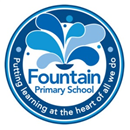 Fountain
Primary School
Putting learning at the heart of all we do